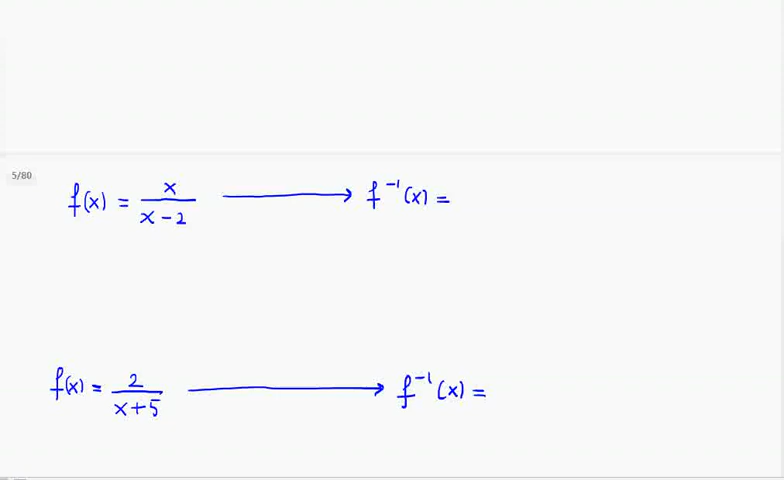 5/80
f(x) = x/(x-2) ⟶ f⁻¹(x) =
f(x) = 2/(x+5) ⟶ f⁻¹(x) =